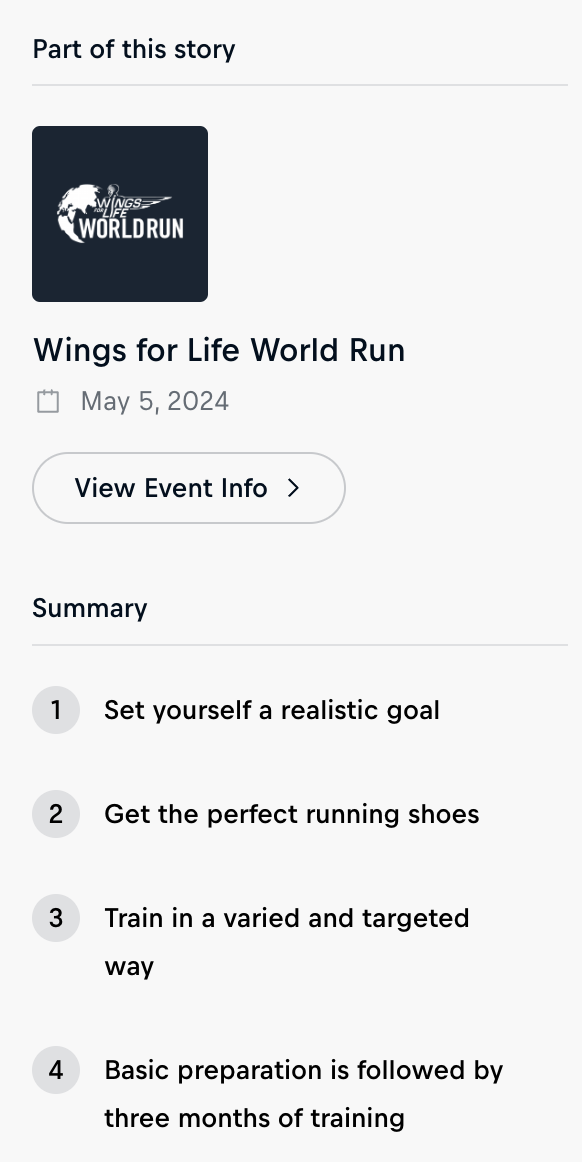 Part of this story
WINGS
FOR LIFE
WORLD RUN
Wings for Life World Run
May 5, 2024
View Event Info
Summary
1 Set yourself a realistic goal
2 Get the perfect running shoes
3 Train in a varied and targeted
way
4 Basic preparation is followed by
three months of training